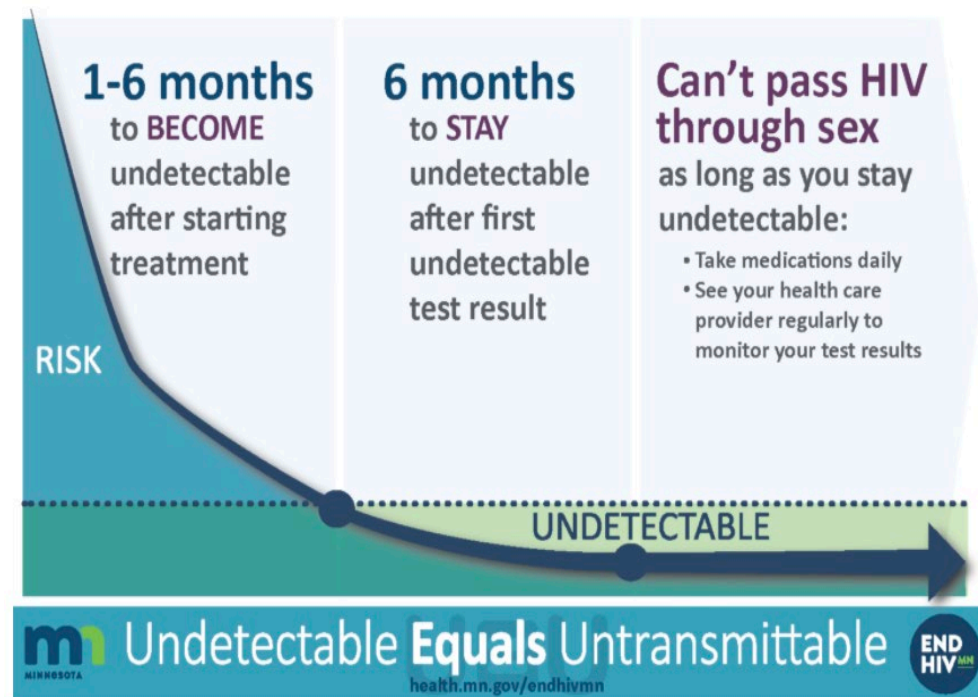 1-6 months
to BECOME
undetectable
after starting
treatment
6 months
to STAY
undetectable
after first
undetectable
test result
Can't pass HIV
through sex
as long as you stay
undetectable:
• Take medications daily
• See your health care
provider regularly to
monitor your test results
RISK
UNDETECTABLE
mn
MINNESOTA
Undetectable Equals Untransmittable
health.mn.gov/endhivmn
END
HIV MN